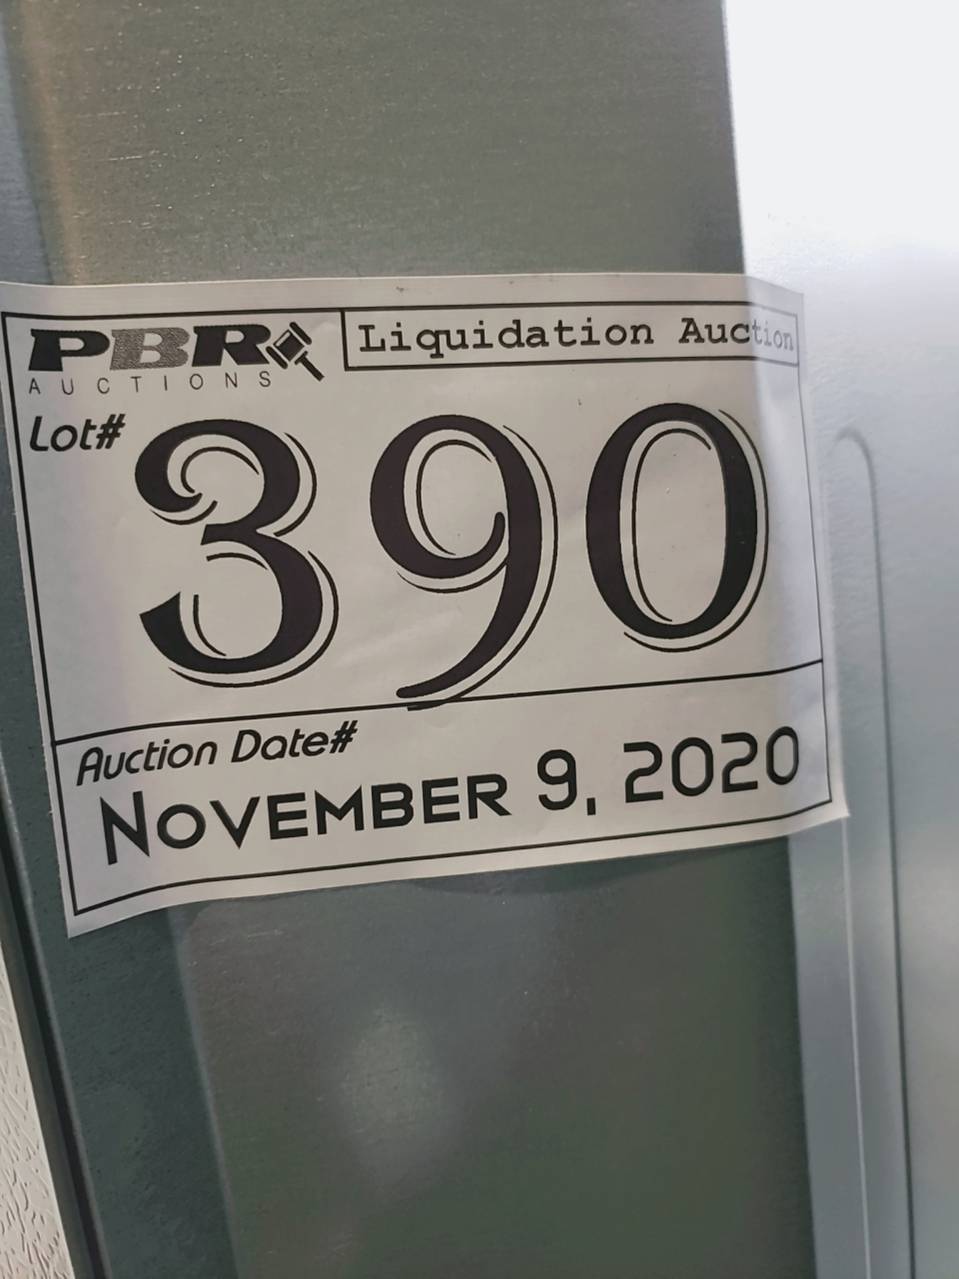 PBR
AUCTIONS
Liquidation Auction
Lot#
390
Auction Date#
NOVEMBER 9, 2020